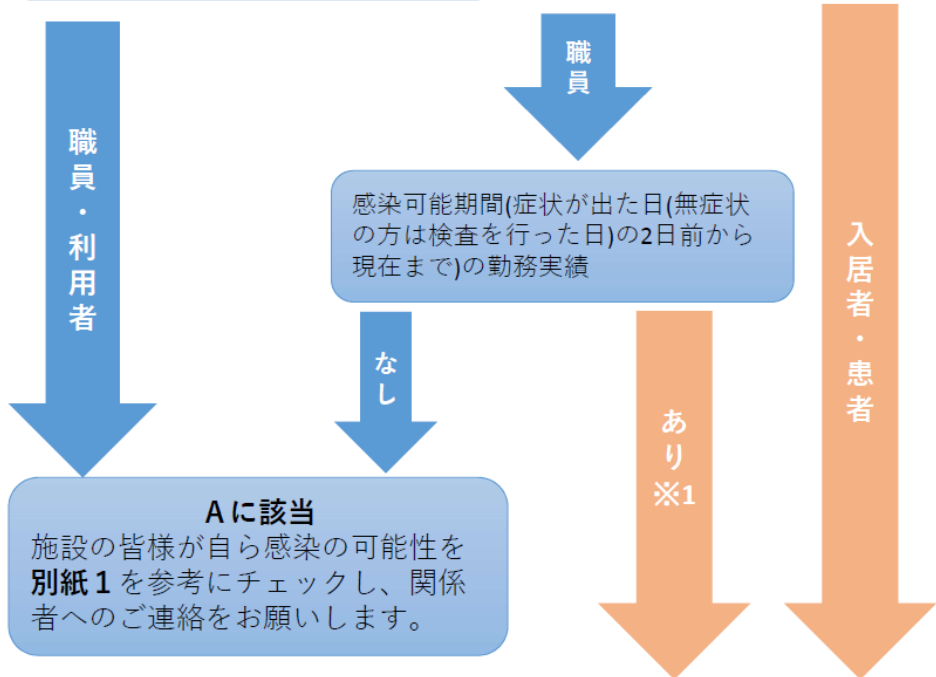 職員・利用者
職員
入居者・患者
感染可能期間(症状が出た日(無症状
の方は検査を行った日)の2日前から
現在まで)の勤務実績
なし
あり
※1
Aに該当
施設の皆様が自ら感染の可能性を
別紙1を参考にチェックし、関係
者へのご連絡をお願いします。